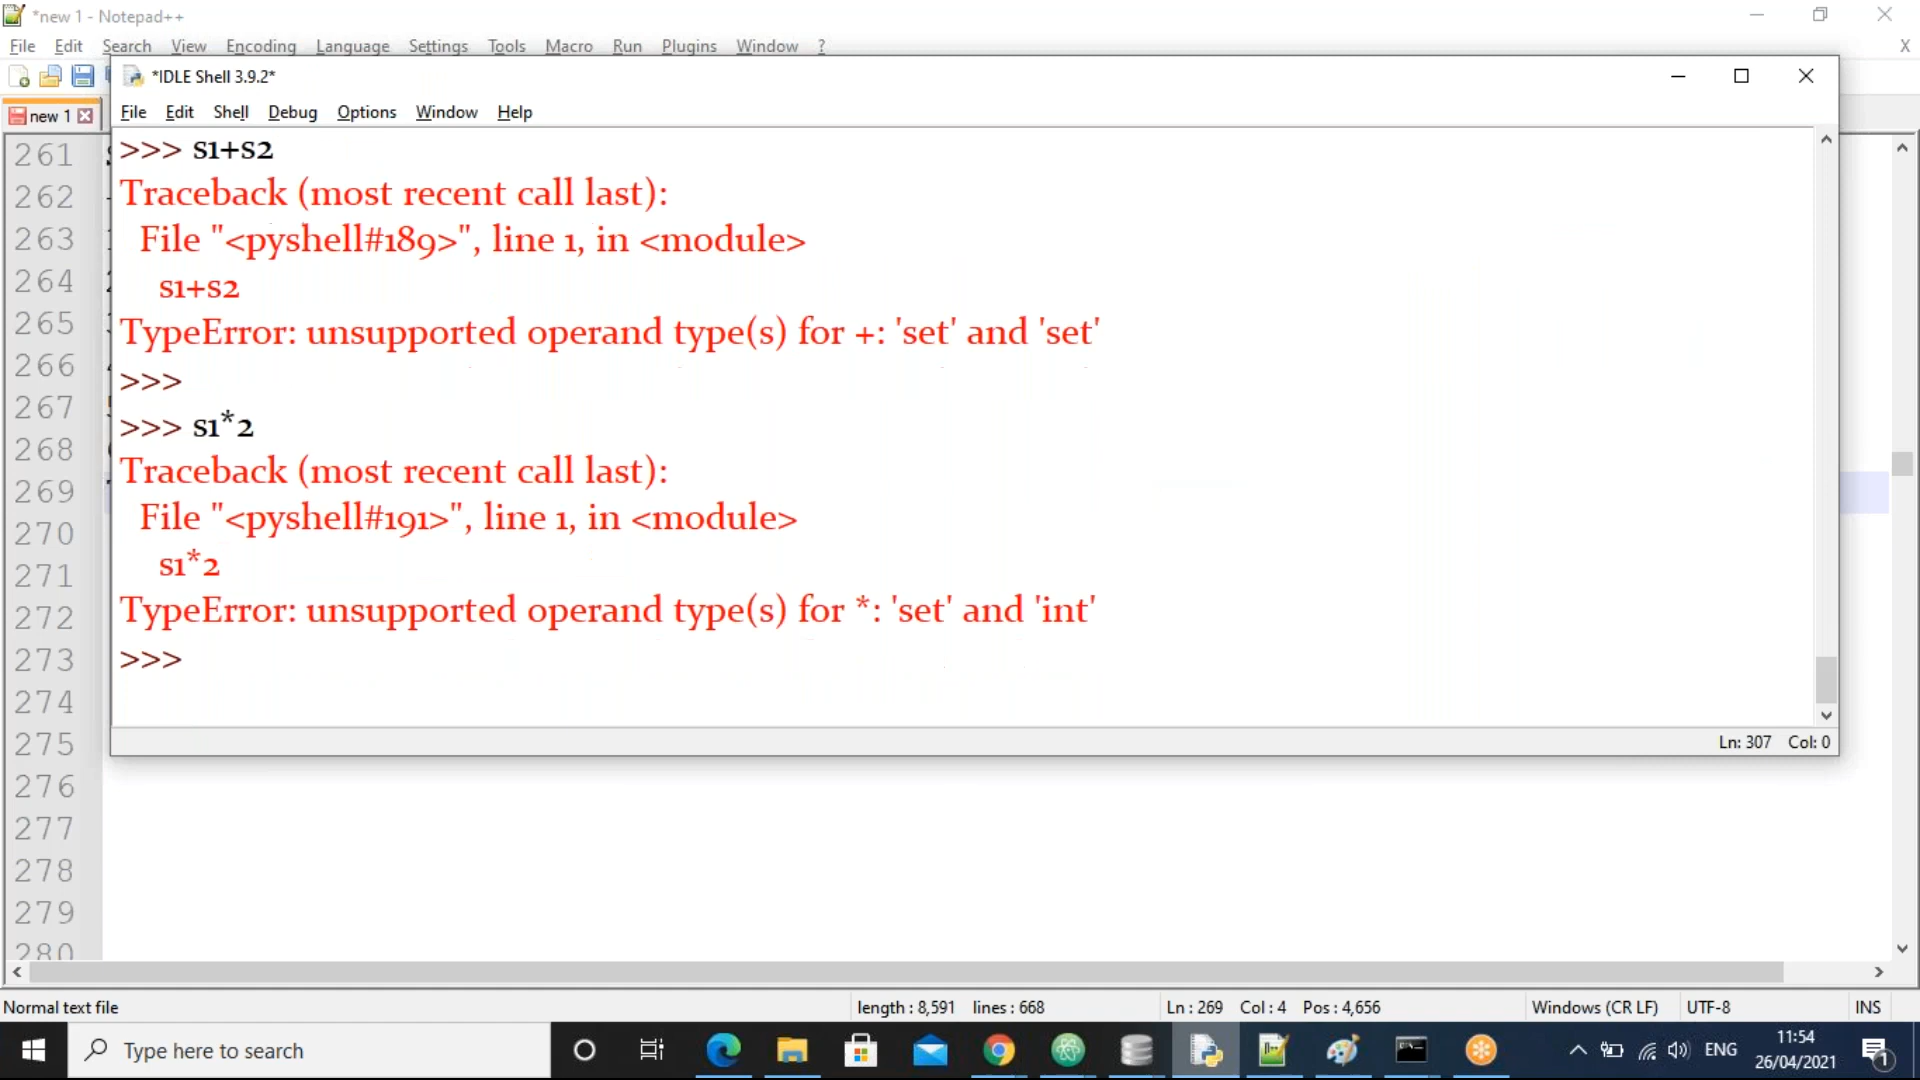 *new 1 - Notepad++
File Edit Search View Encoding Language Settings Tools Macro Run Plugins Window ? X
*IDLE Shell 3.9.2*
new 1
File Edit Shell Debug Options Window Help
261
262
263
264
265
266
267
268
269
270
271
272
273
274
275
276
277
278
279
280
>>> s1+s2
Traceback (most recent call last):
File "<pyshell#189>", line 1, in <module>
s1+s2
TypeError: unsupported operand type(s) for +: 'set' and 'set'
>>>
>>> s1*2
Traceback (most recent call last):
File "<pyshell#191>", line 1, in <module>
s1*2
TypeError: unsupported operand type(s) for *: 'set' and 'int'
>>>
Ln: 307 Col: 0
Normal text file length : 8,591 lines : 668 Ln : 269 Col : 4 Pos : 4,656 Windows (CR LF) UTF-8 INS
Type here to search
ENG
11:54
26/04/2021
1